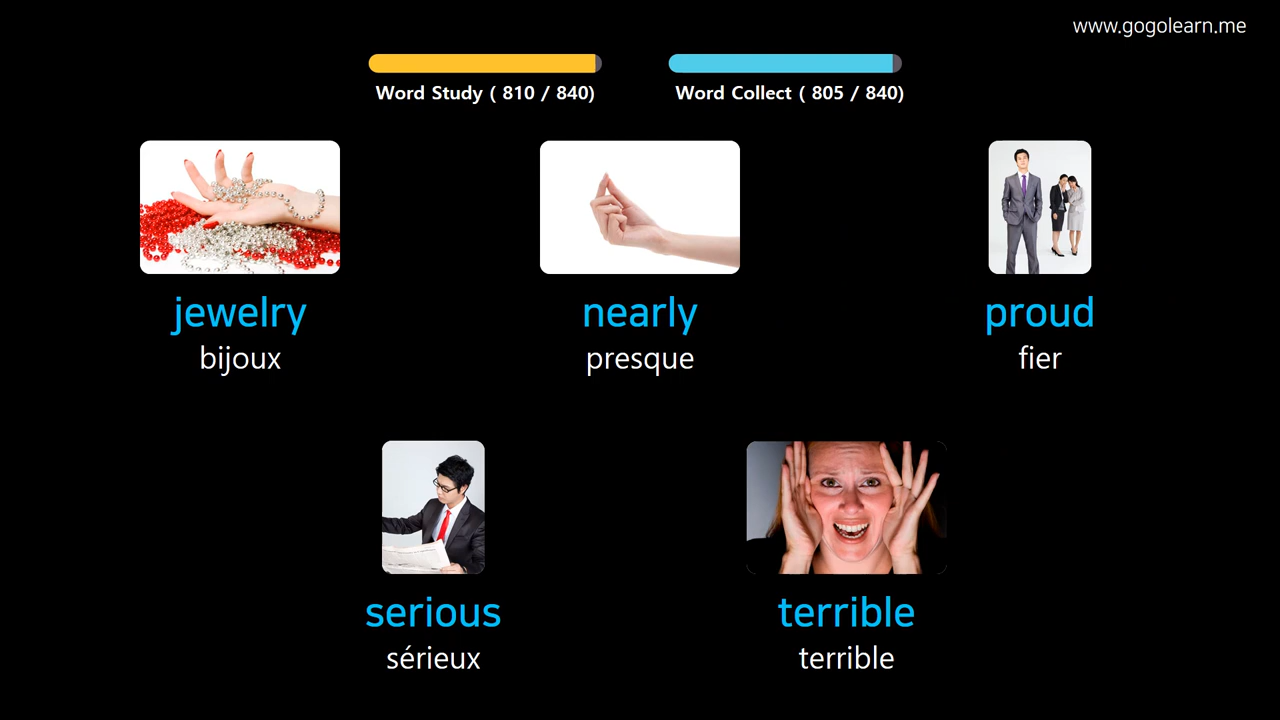 www.gogolearn.me
Word Study ( 810 / 840)
Word Collect ( 805 / 840)
jewelry
bijoux
nearly
presque
proud
fier
serious
sérieux
terrible
terrible